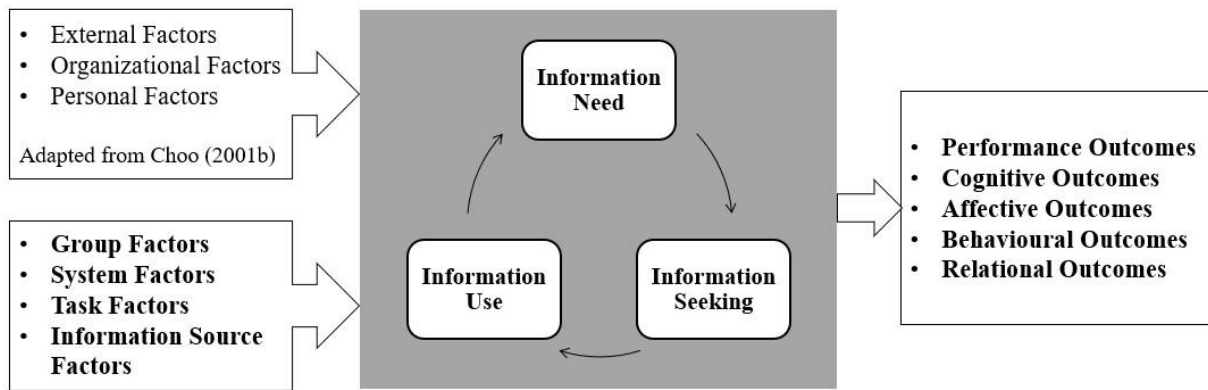 • External Factors
• Organizational Factors
• Personal Factors
Adapted from Choo (2001b)
• Group Factors
• System Factors
• Task Factors
• Information Source
Factors
Information
Need
Information
Use
Information
Seeking
• Performance Outcomes
• Cognitive Outcomes
• Affective Outcomes
• Behavioural Outcomes
• Relational Outcomes